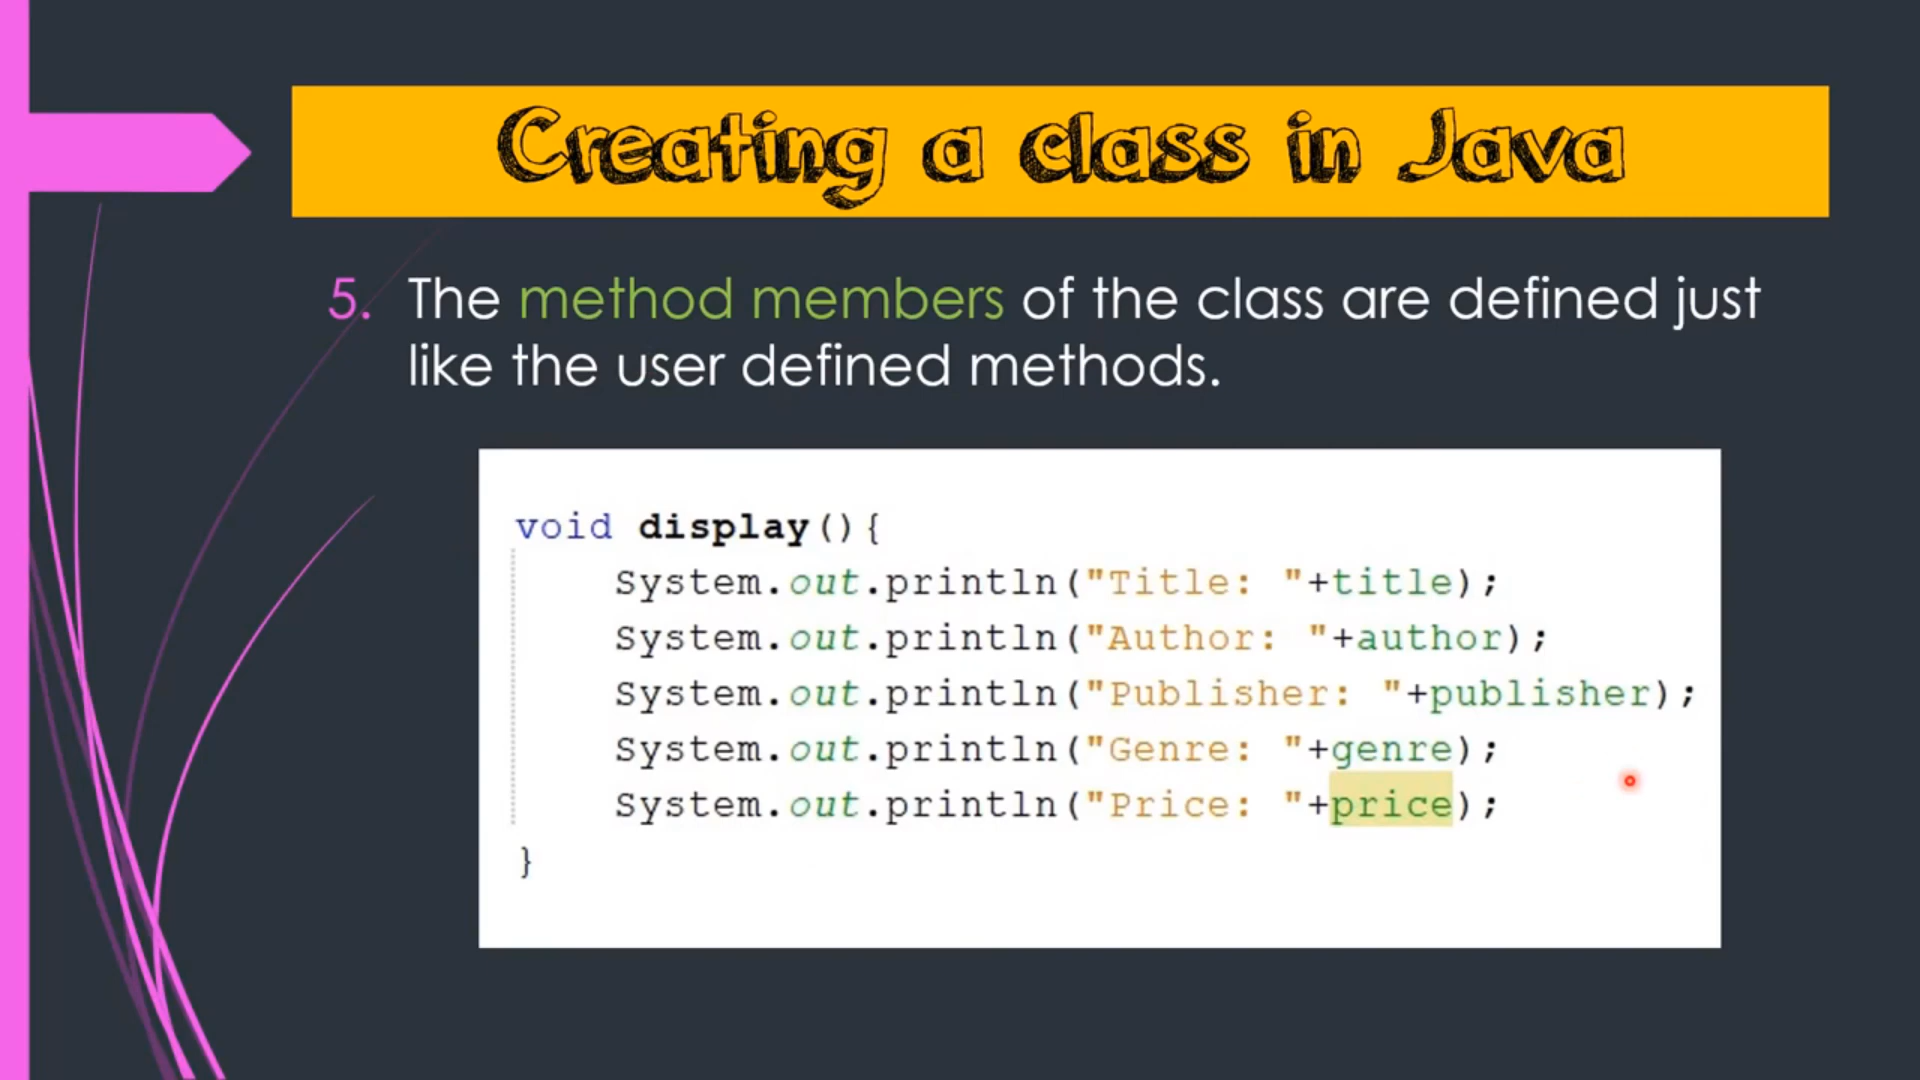 Creating a class in Java
5. The method members of the class are defined just
like the user defined methods.
void display(){
System.out.println("Title: "+title);
System.out.println("Author: "+author);
System.out.println("Publisher: "+publisher);
System.out.println("Genre: "+genre);
System.out.println("Price: "+price);
}